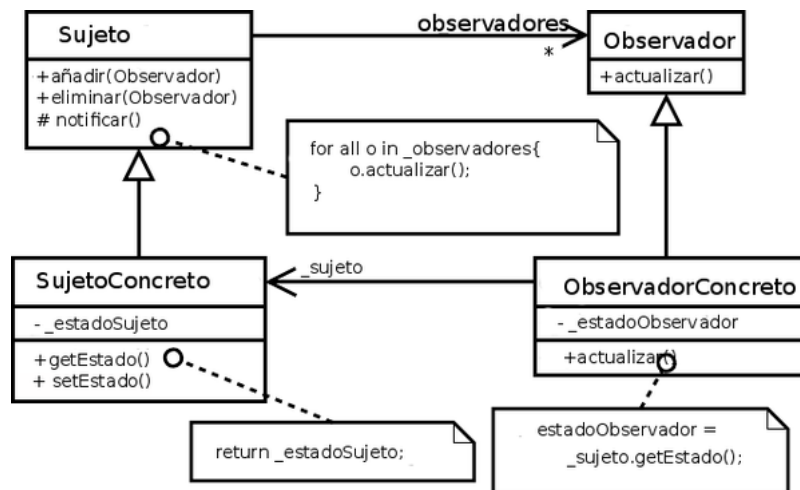 Sujeto
+añadir(Observador)
+eliminar(Observador)
# notificar()
observadores
*
Observador
+actualizar()
for all o in _observadores{
o.actualizar();
}
SujetoConcreto
- _estadoSujeto
+getEstado()
+ setEstado()
_sujeto
ObservadorConcreto
- _estadoObservador
+actualizar()
return _estadoSujeto;
estadoObservador =
_sujeto.getEstado();